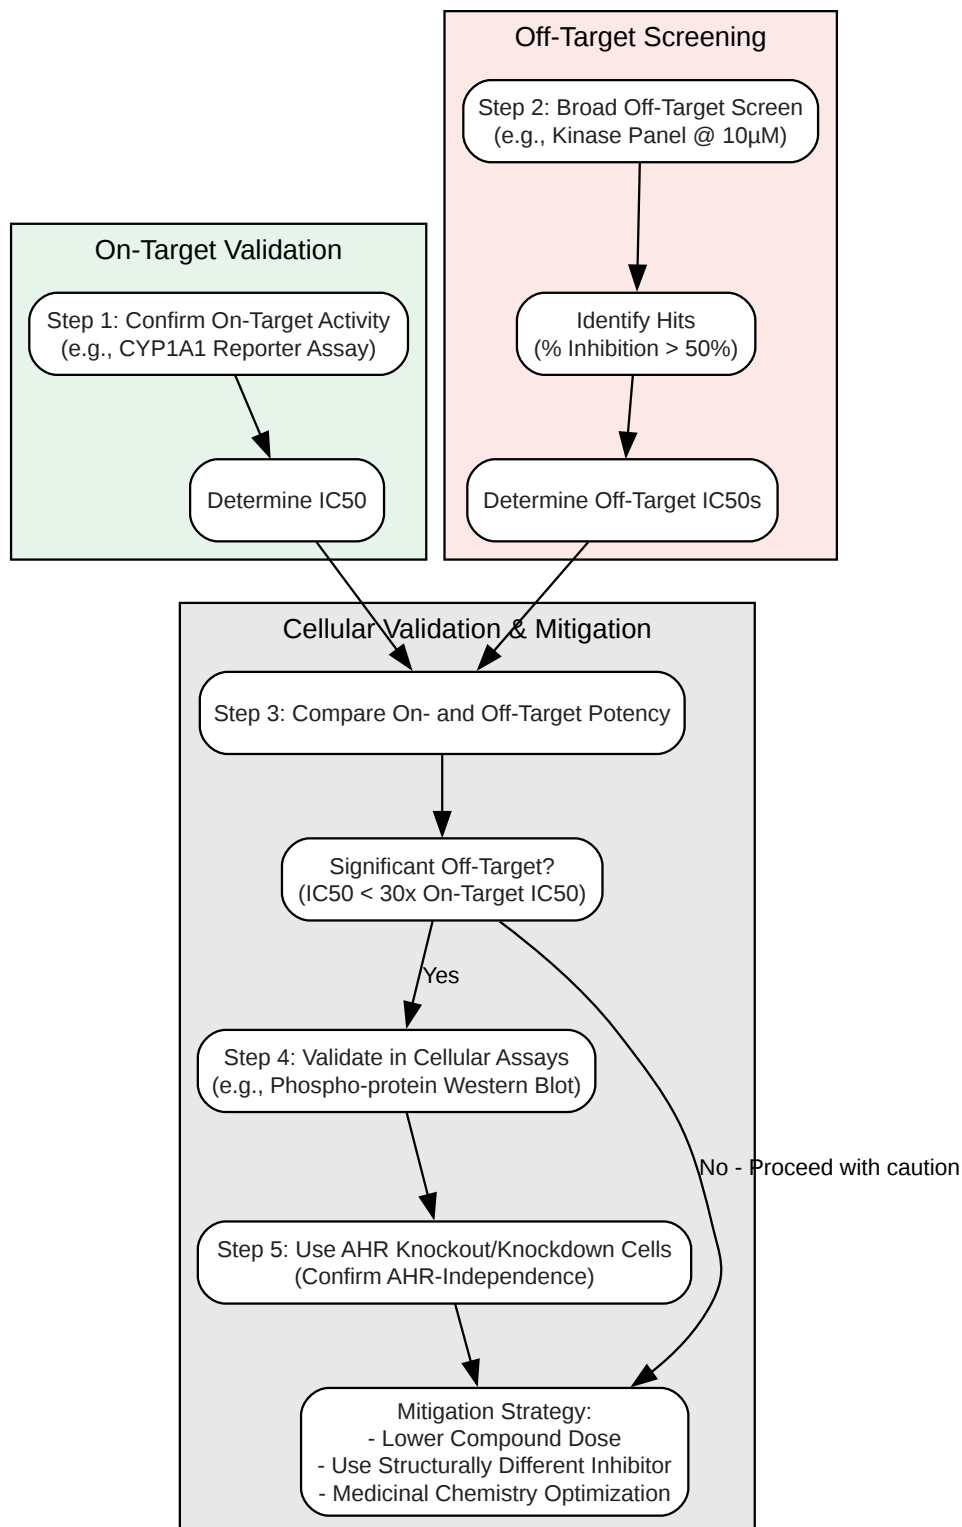 Off-Target Screening
Step 2: Broad Off-Target Screen
(e.g., Kinase Panel @ 10µM)
On-Target Validation
Step 1: Confirm On-Target Activity
(e.g., CYP1A1 Reporter Assay)
Identify Hits
(% Inhibition > 50%)
Determine IC50
Determine Off-Target IC50s
Cellular Validation & Mitigation
Step 3: Compare On- and Off-Target Potency
Significant Off-Target?
(IC50 < 30x On-Target IC50)
Yes
Step 4: Validate in Cellular Assays
(e.g., Phospho-protein Western Blot)
No - Proceed with caution
Step 5: Use AHR Knockout/Knockdown Cells
(Confirm AHR-Independence)
Mitigation Strategy:
- Lower Compound Dose
- Use Structurally Different Inhibitor
- Medicinal Chemistry Optimization